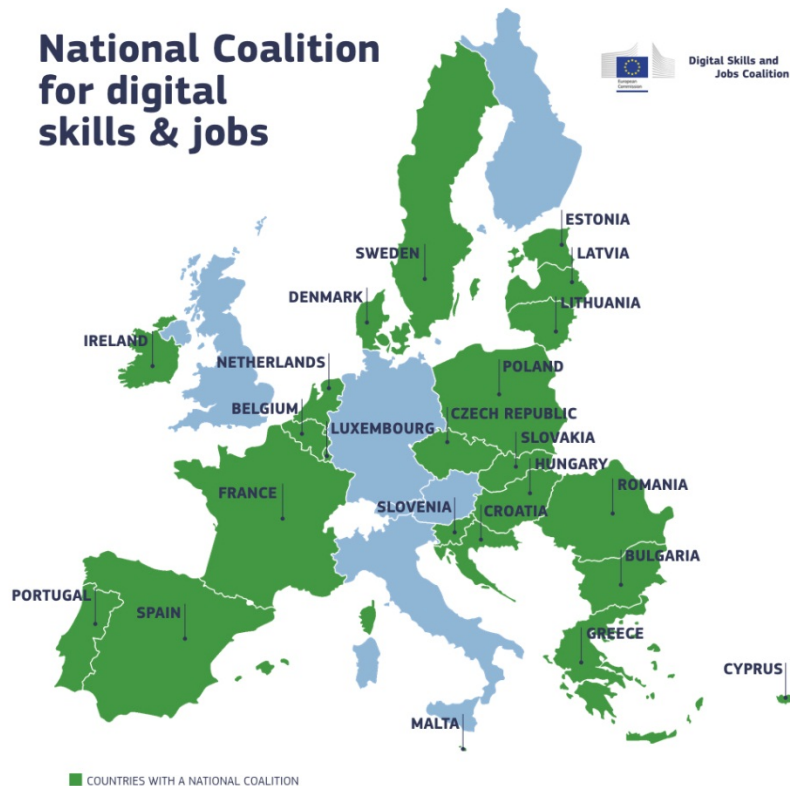 National Coalition
for digital
skills & jobs
European
Commission
Digital Skills and
Jobs Coalition
ESTONIA
SWEDEN
LATVIA
DENMARK
LITHUANIA
IRELAND
NETHERLANDS
POLAND
BELGIUM
CZECH REPUBLIC
LUXEMBOURG
SLOVAKIA
HUNGARY
FRANCE
ROMANIA
SLOVENIA
CROATIA
BULGARIA
PORTUGAL
SPAIN
GREECE
CYPRUS
MALTA
COUNTRIES WITH A NATIONAL COALITION